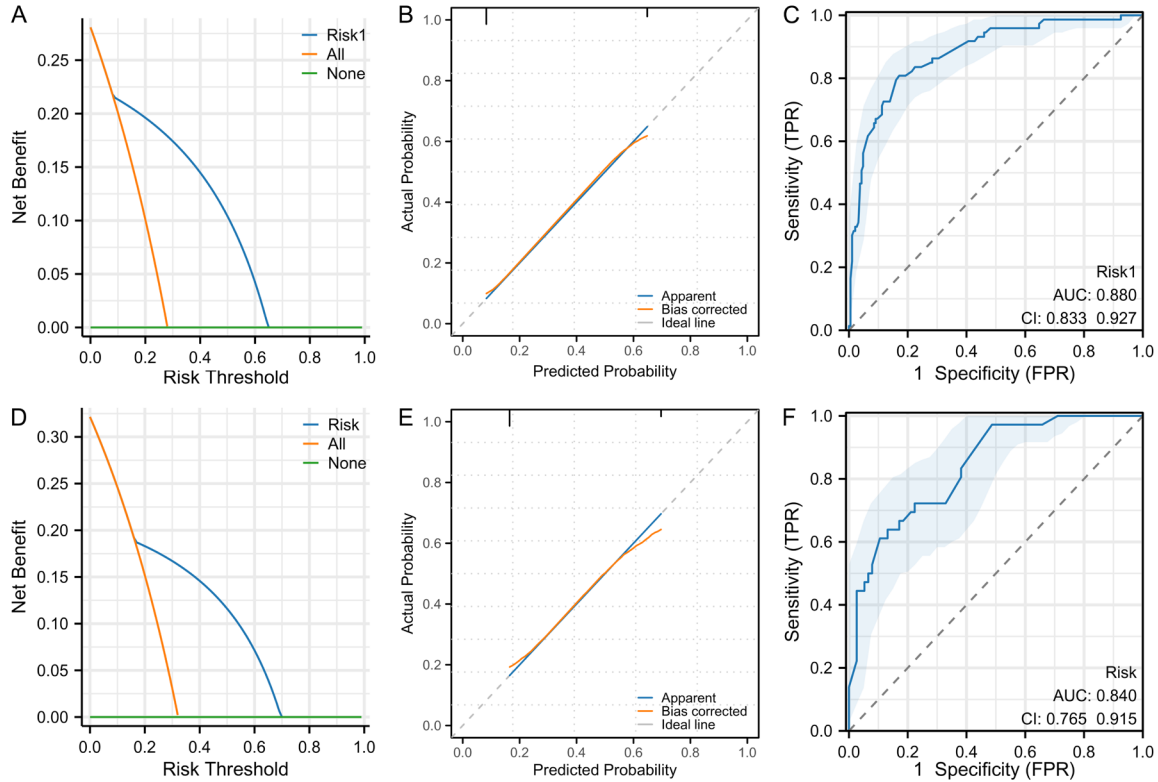 A
Net Benefit
0.25
0.20
0.15
0.10
0.05
0.00
Risk1
All
None
0.0 0.2 0.4 0.6 0.8 1.0
Risk Threshold
B
Actual Probability
1.0
0.8
0.6
0.4
0.2
0.0
Apparent
Bias corrected
Ideal line
0.0 0.2 0.4 0.6 0.8 1.0
Predicted Probability
C
Sensitivity (TPR)
1.0
0.8
0.6
0.4
0.2
0.0
Risk1
AUC: 0.880
CI: 0.833 0.927
0.0 0.2 0.4 0.6 0.8 1.0
1 Specificity (FPR)
D
Net Benefit
0.30
0.25
0.20
0.15
0.10
0.05
0.00
Risk
All
None
0.0 0.2 0.4 0.6 0.8 1.0
Risk Threshold
E
Actual Probability
1.0
0.8
0.6
0.4
0.2
0.0
Apparent
Bias corrected
Ideal line
0.0 0.2 0.4 0.6 0.8 1.0
Predicted Probability
F
Sensitivity (TPR)
1.0
0.8
0.6
0.4
0.2
0.0
Risk
AUC: 0.840
CI: 0.765 0.915
0.0 0.2 0.4 0.6 0.8 1.0
1 Specificity (FPR)